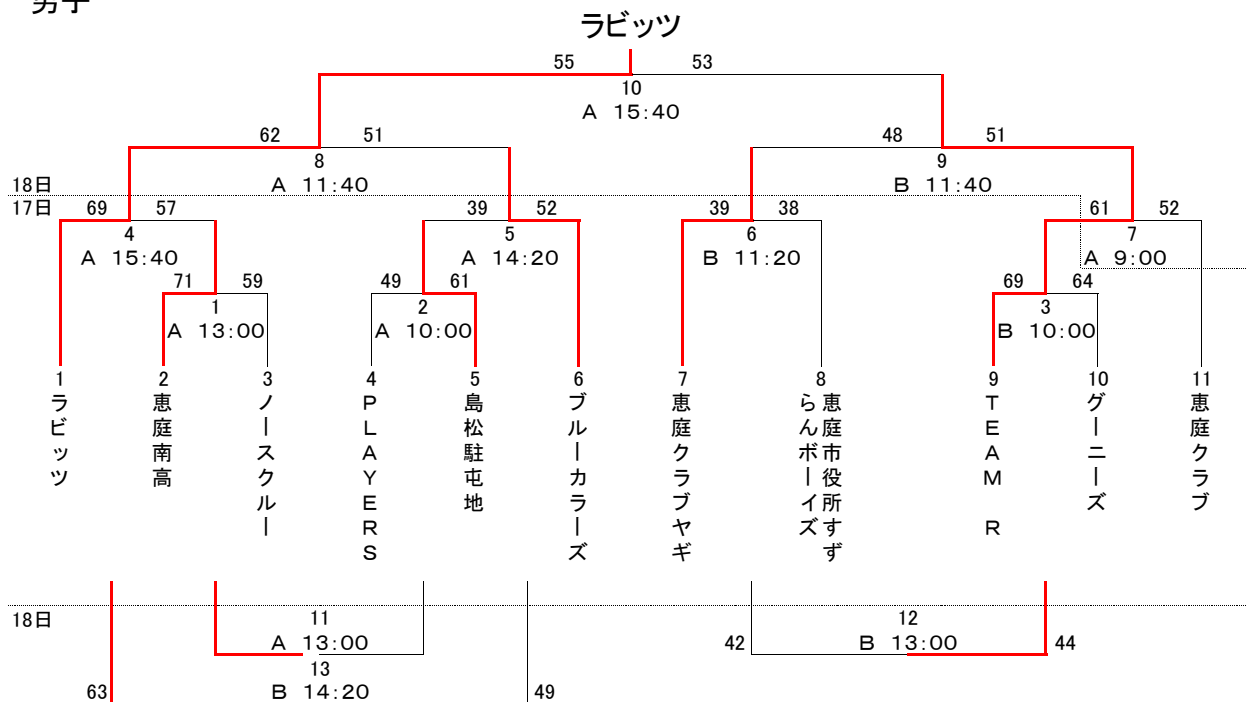 男子
ラビッツ
55 53
10
A 15:40
62 51 48 51
8 9
18日 A 11:40 B 11:40
17日 69 57 39 52 39 38 61 52
4 5 6 7
A 15:40 A 14:20 B 11:20 A 9:00
71 59 49 61 69 64
1 2 3
A 13:00 A 10:00 B 10:00
1 2 3 4 5 6 7 8 9 10 11
ラビッツ
恵庭南高
ノースクルー
PLAYERS
島松駐屯地
ブルーカラーズ
恵庭クラブヤギ
恵庭市役所すず
らんボーイズ
TEAM R
グーニーズ
恵庭クラブ
18日 11 12
A 13:00 42 B 13:00 44
13
63 B 14:20 49